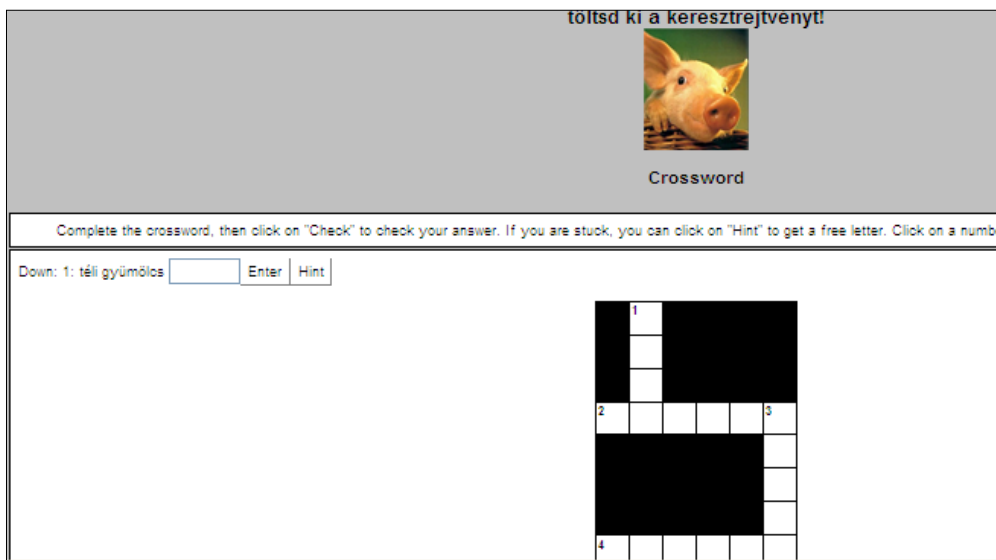 töltsd ki a keresztrejtvényt!
Crossword
Complete the crossword, then click on "Check" to check your answer. If you are stuck, you can click on "Hint" to get a free letter. Click on a numb
Down: 1: téli gyümölcs Enter Hint
1
2 3
4